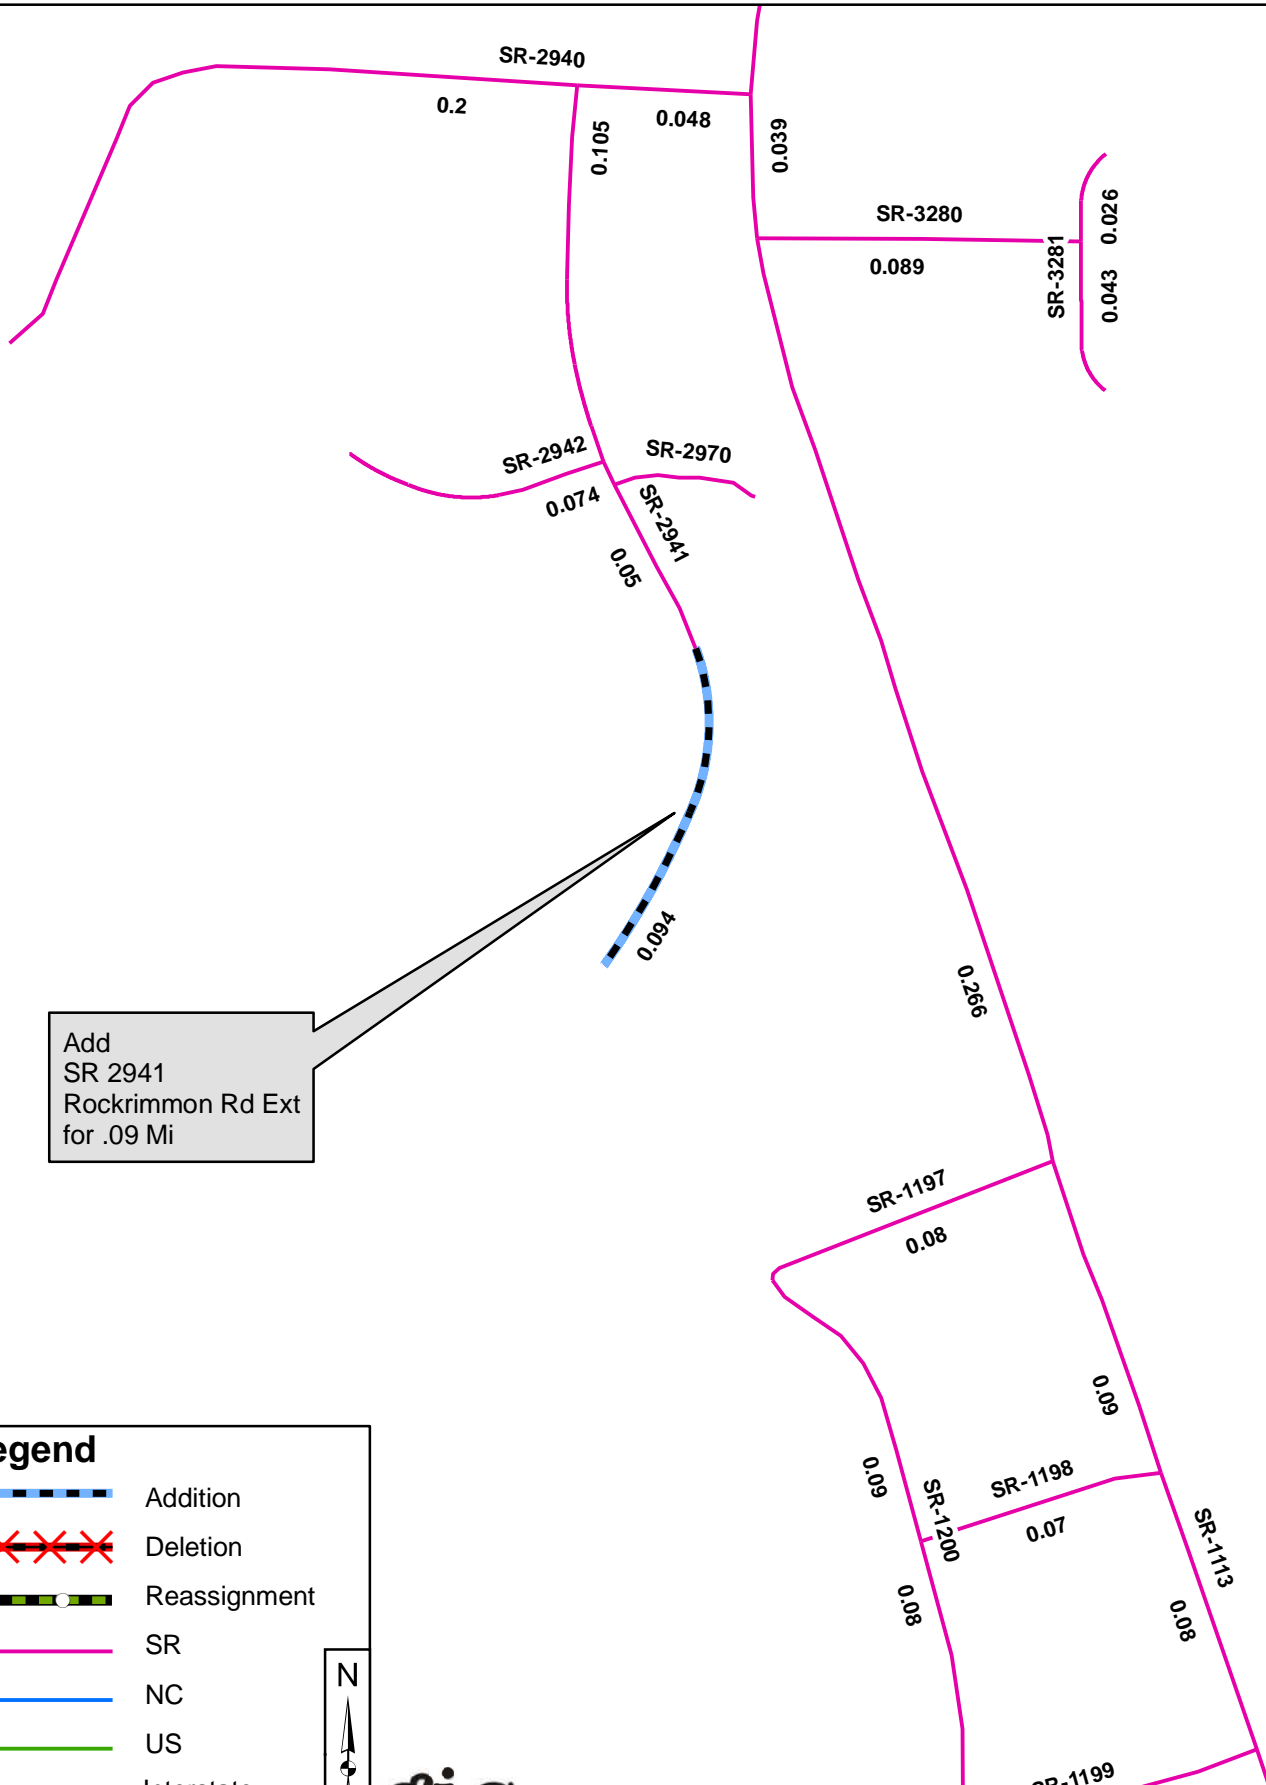 SR-2940
0.2
0.048
0.105
0.039
SR-3280
0.089
SR-3281
0.026
0.043
SR-2942
0.074
SR-2970
SR-2941
0.05
0.094
0.266
Add
SR 2941
Rockrimmon Rd Ext
for .09 Mi
SR-1197
0.08
0.09
0.09
SR-1200
SR-1198
0.07
SR-1113
0.08
0.08
SR-1199
egend
Addition
Deletion
Reassignment
SR
NC
US
Interstate
N